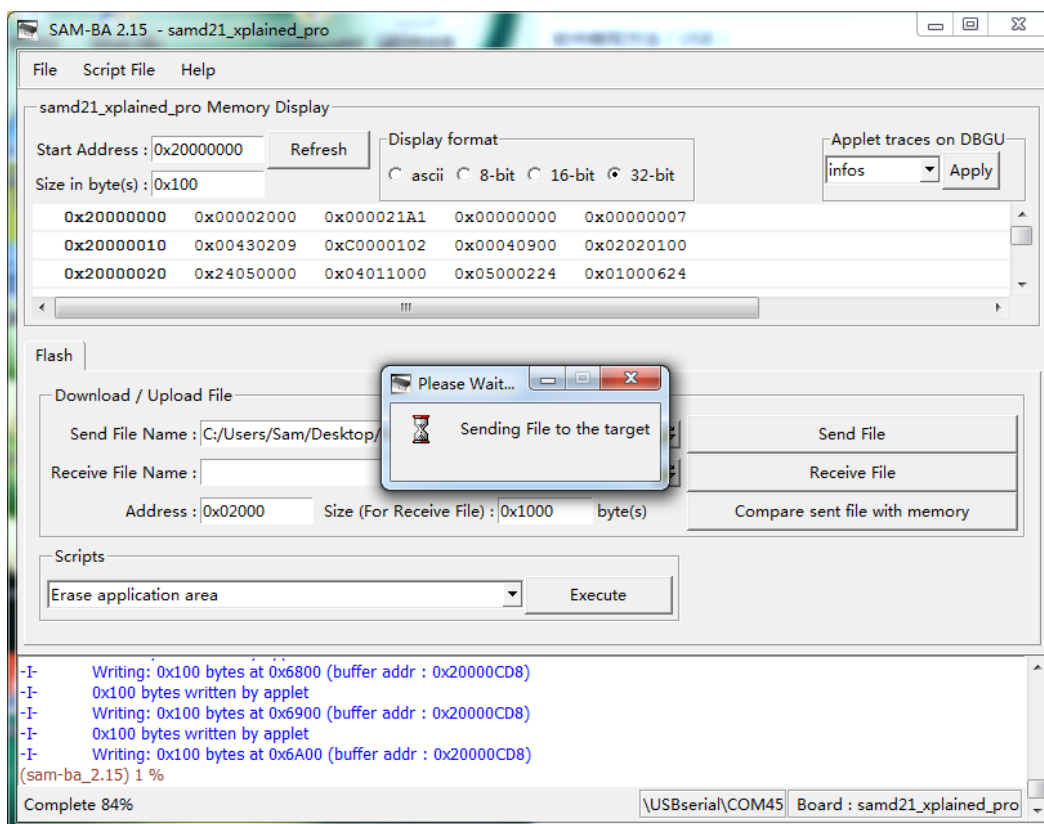 SAM-BA 2.15 - samd21_xplained_pro
File Script File Help
samd21_xplained_pro Memory Display
Start Address : 0x20000000 Refresh
Size in byte(s) : 0x100
Display format
ascii 8-bit 16-bit 32-bit
Applet traces on DBGU
infos Apply
0x20000000 0x00002000 0x000021A1 0x00000000 0x00000007
0x20000010 0x00430209 0xC0000102 0x00040900 0x02020100
0x20000020 0x24050000 0x04011000 0x05000224 0x01000624
Flash
Download / Upload File
Send File Name : C:/Users/Sam/Desktop/ Send File
Receive File Name : Receive File
Address : 0x02000 Size (For Receive File) : 0x1000 byte(s) Compare sent file with memory
Please Wait...
Sending File to the target
Scripts
Erase application area Execute
-I- Writing: 0x100 bytes at 0x6800 (buffer addr : 0x20000CD8)
-I- 0x100 bytes written by applet
-I- Writing: 0x100 bytes at 0x6900 (buffer addr : 0x20000CD8)
-I- 0x100 bytes written by applet
-I- Writing: 0x100 bytes at 0x6A00 (buffer addr : 0x20000CD8)
(sam-ba_2.15) 1 %
Complete 84% \USBserial\COM45 Board : samd21_xplained_pro